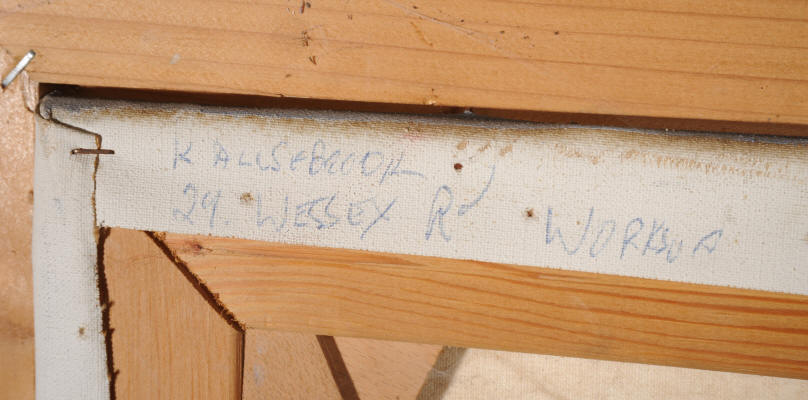 K ALLSEBROOK
29. WESSEX Rd WORKSOP